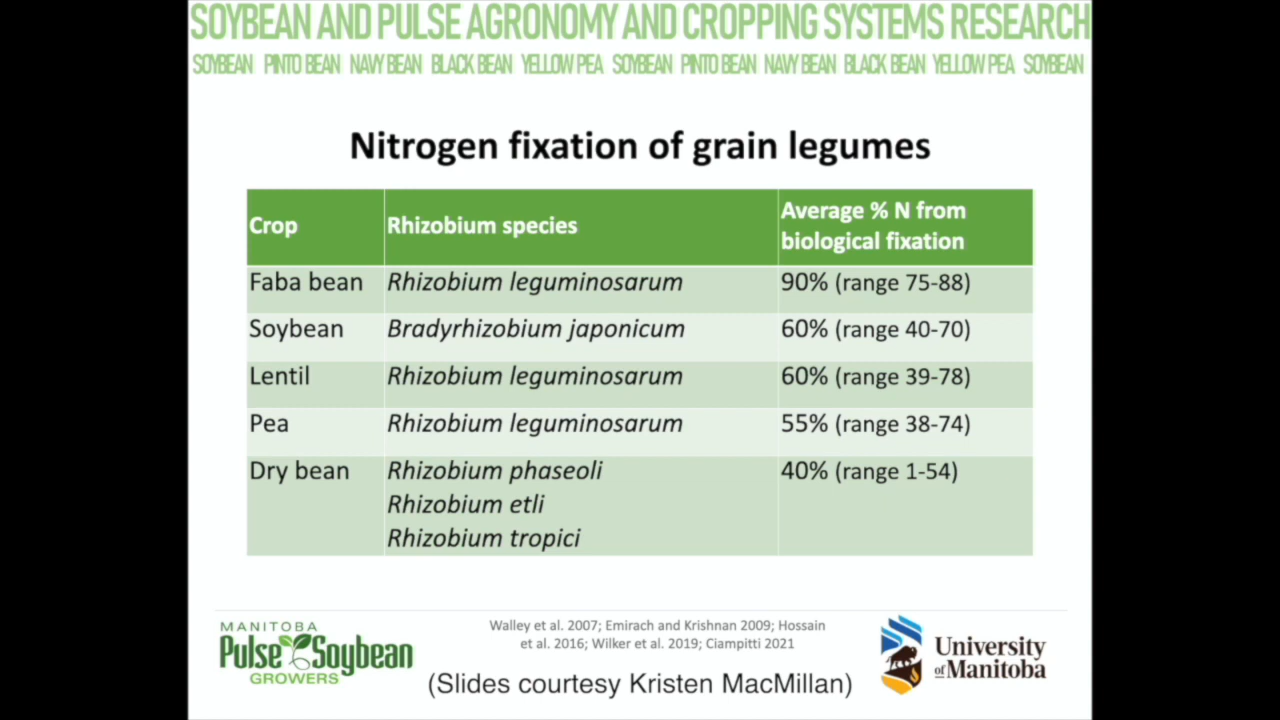 SOYBEAN AND PULSE AGRONOMY AND CROPPING SYSTEMS RESEARCH
SOYBEAN PINTO BEAN NAVY BEAN BLACK BEAN YELLOW PEA SOYBEAN PINTO BEAN NAVY BEAN BLACK BEAN YELLOW PEA SOYBEAN
Nitrogen fixation of grain legumes
Crop Rhizobium species Average % N from
biological fixation
Faba bean Rhizobium leguminosarum 90% (range 75-88)
Soybean Bradyrhizobium japonicum 60% (range 40-70)
Lentil Rhizobium leguminosarum 60% (range 39-78)
Pea Rhizobium leguminosarum 55% (range 38-74)
Dry bean Rhizobium phaseoli 40% (range 1-54)
Rhizobium etli
Rhizobium tropici
MANITOBA
Pulse Soybean
GROWERS
Walley et al. 2007; Emirach and Krishnan 2009; Hossain
et al. 2016; Wilker et al. 2019; Ciampitti 2021
(Slides courtesy Kristen MacMillan)
University
of Manitoba